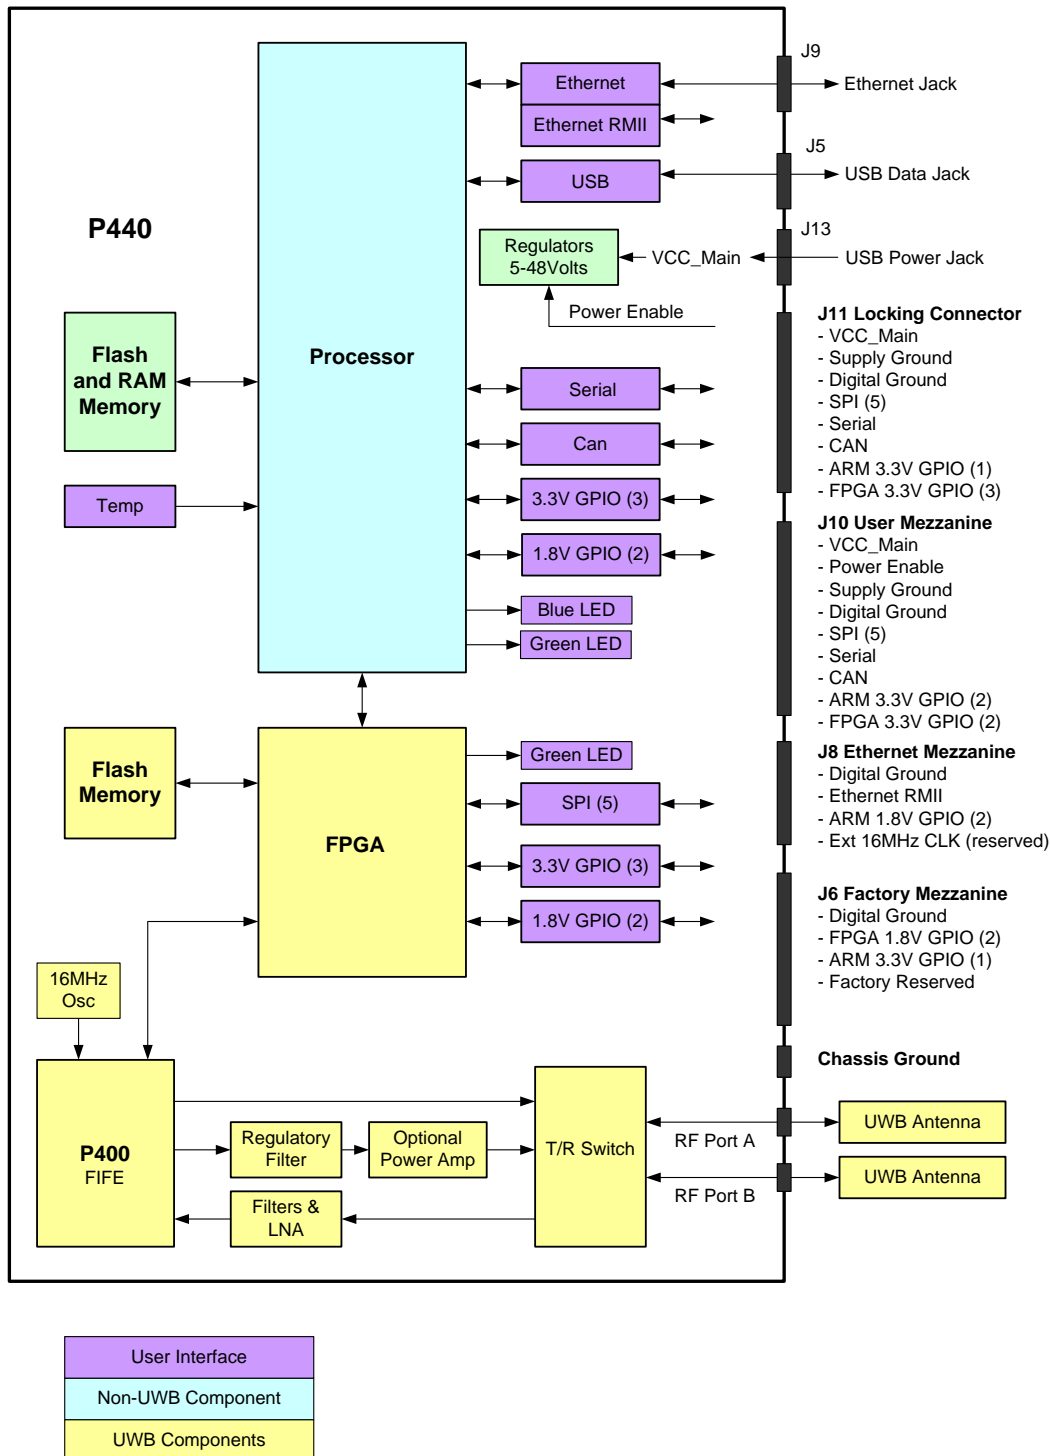 J9
Ethernet
Ethernet Jack
Ethernet RMII
J5
USB
USB Data Jack
P440
J13
Regulators
5-48Volts
VCC_Main
USB Power Jack
Power Enable
J11 Locking Connector
- VCC_Main
- Supply Ground
- Digital Ground
- SPI (5)
- Serial
- CAN
- ARM 3.3V GPIO (1)
- FPGA 3.3V GPIO (3)
Flash
and RAM
Memory
Processor
Serial
Can
Temp
3.3V GPIO (3)
1.8V GPIO (2)
Blue LED
Green LED
J10 User Mezzanine
- VCC_Main
- Power Enable
- Supply Ground
- Digital Ground
- SPI (5)
- Serial
- CAN
- ARM 3.3V GPIO (2)
- FPGA 3.3V GPIO (2)
Flash
Memory
FPGA
Green LED
SPI (5)
3.3V GPIO (3)
1.8V GPIO (2)
J8 Ethernet Mezzanine
- Digital Ground
- Ethernet RMII
- ARM 1.8V GPIO (2)
- Ext 16MHz CLK (reserved)
J6 Factory Mezzanine
- Digital Ground
- FPGA 1.8V GPIO (2)
- ARM 3.3V GPIO (1)
- Factory Reserved
16MHz
Osc
Chassis Ground
P400
FIFE
Regulatory
Filter
Optional
Power Amp
Filters &
LNA
T/R Switch
RF Port A
UWB Antenna
RF Port B
UWB Antenna
User Interface
Non-UWB Component
UWB Components